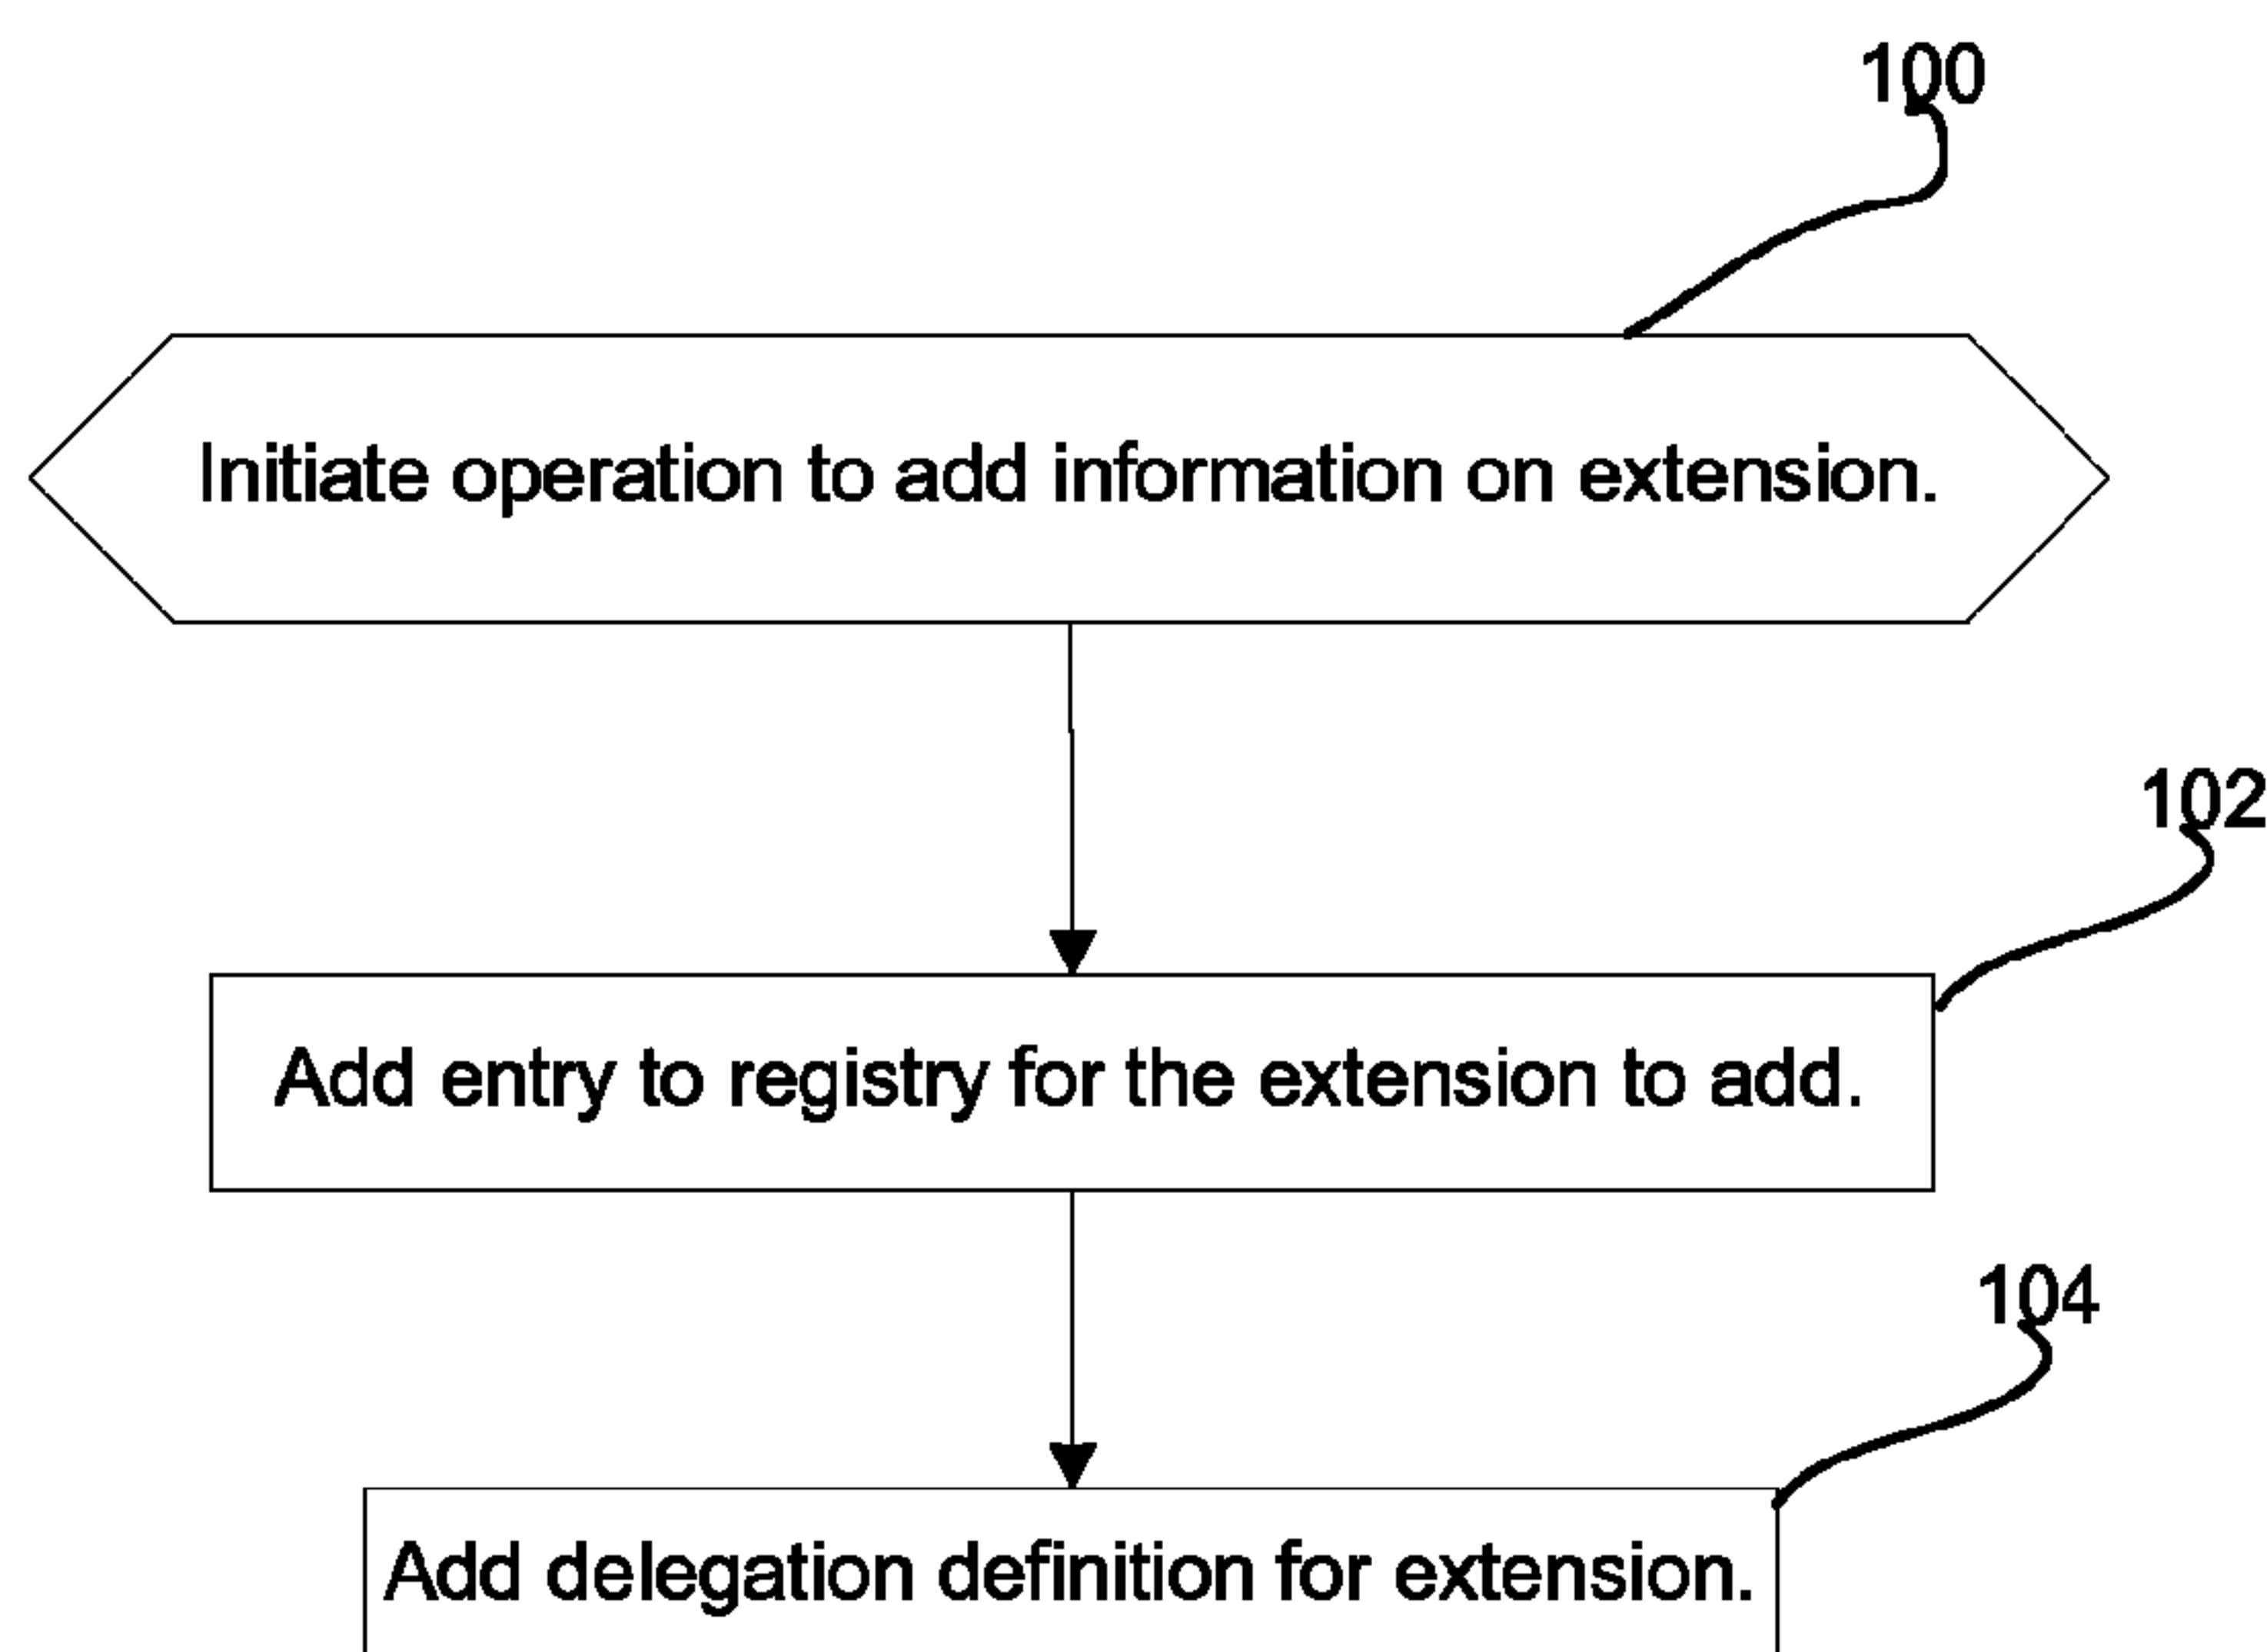 100
Initiate operation to add information on extension.
102
Add entry to registry for the extension to add.
104
Add delegation definition for extension.